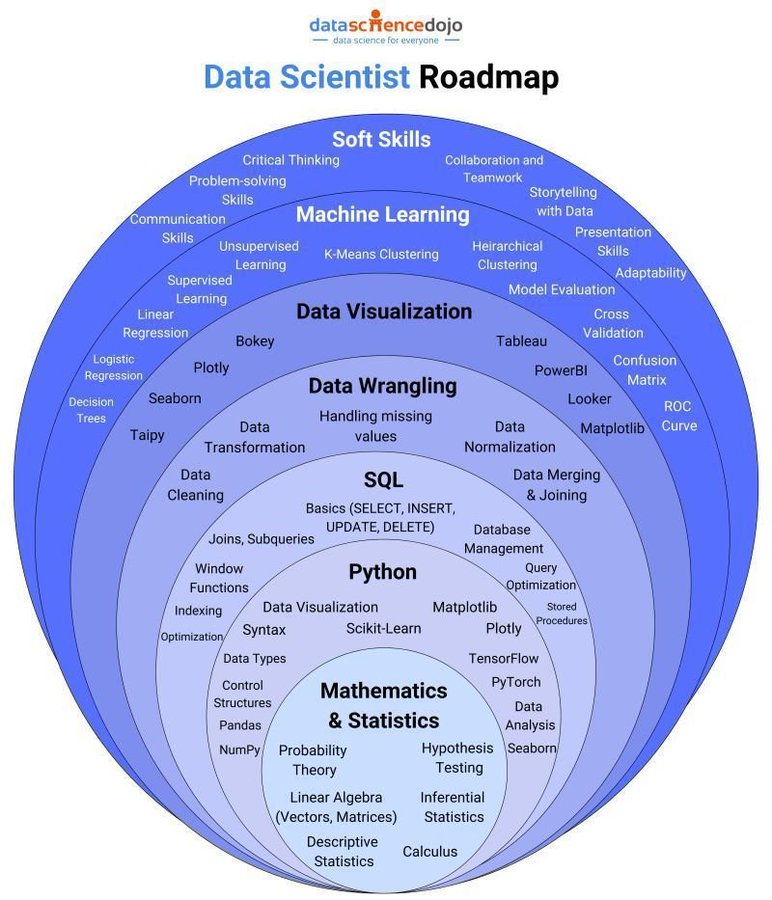 datasciencedojo
data science for everyone
Data Scientist Roadmap
Soft Skills
Critical Thinking
Problem-solving
Skills
Communication
Skills
Collaboration and
Teamwork
Storytelling
with Data
Presentation
Skills
Adaptability
Machine Learning
Unsupervised
Learning
K-Means Clustering
Heirarchical
Clustering
Supervised
Learning
Model Evaluation
Linear
Regression
Cross
Validation
Logistic
Regression
Confusion
Matrix
Decision
Trees
ROC
Curve
Data Visualization
Bokey
Tableau
Plotly
PowerBI
Seaborn
Looker
Taipy
Matplotlib
Data Wrangling
Handling missing
values
Data
Transformation
Data
Normalization
Data
Cleaning
Data Merging
& Joining
SQL
Basics (SELECT, INSERT,
UPDATE, DELETE)
Joins, Subqueries
Database
Management
Window
Functions
Query
Optimization
Indexing
Stored
Procedures
Optimization
Python
Data Visualization
Matplotlib
Syntax
Scikit-Learn
Plotly
Data Types
TensorFlow
Control
Structures
PyTorch
Pandas
Data
Analysis
NumPy
Seaborn
Mathematics
& Statistics
Probability
Theory
Hypothesis
Testing
Linear Algebra
(Vectors, Matrices)
Inferential
Statistics
Descriptive
Statistics
Calculus